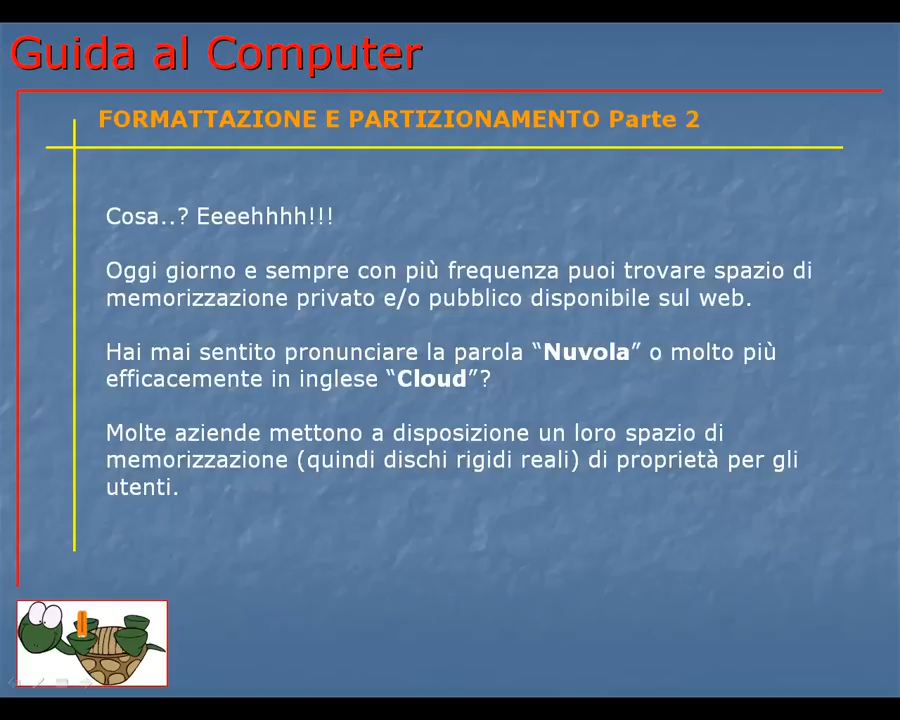 Guida al Computer
FORMATTAZIONE E PARTIZIONAMENTO Parte 2
Cosa..? Eeeehhhh!!!
Oggi giorno e sempre con più frequenza puoi trovare spazio di
memorizzazione privato e/o pubblico disponibile sul web.
Hai mai sentito pronunciare la parola “Nuvola” o molto più
efficacemente in inglese “Cloud”?
Molte aziende mettono a disposizione un loro spazio di
memorizzazione (quindi dischi rigidi reali) di proprietà per gli
utenti.